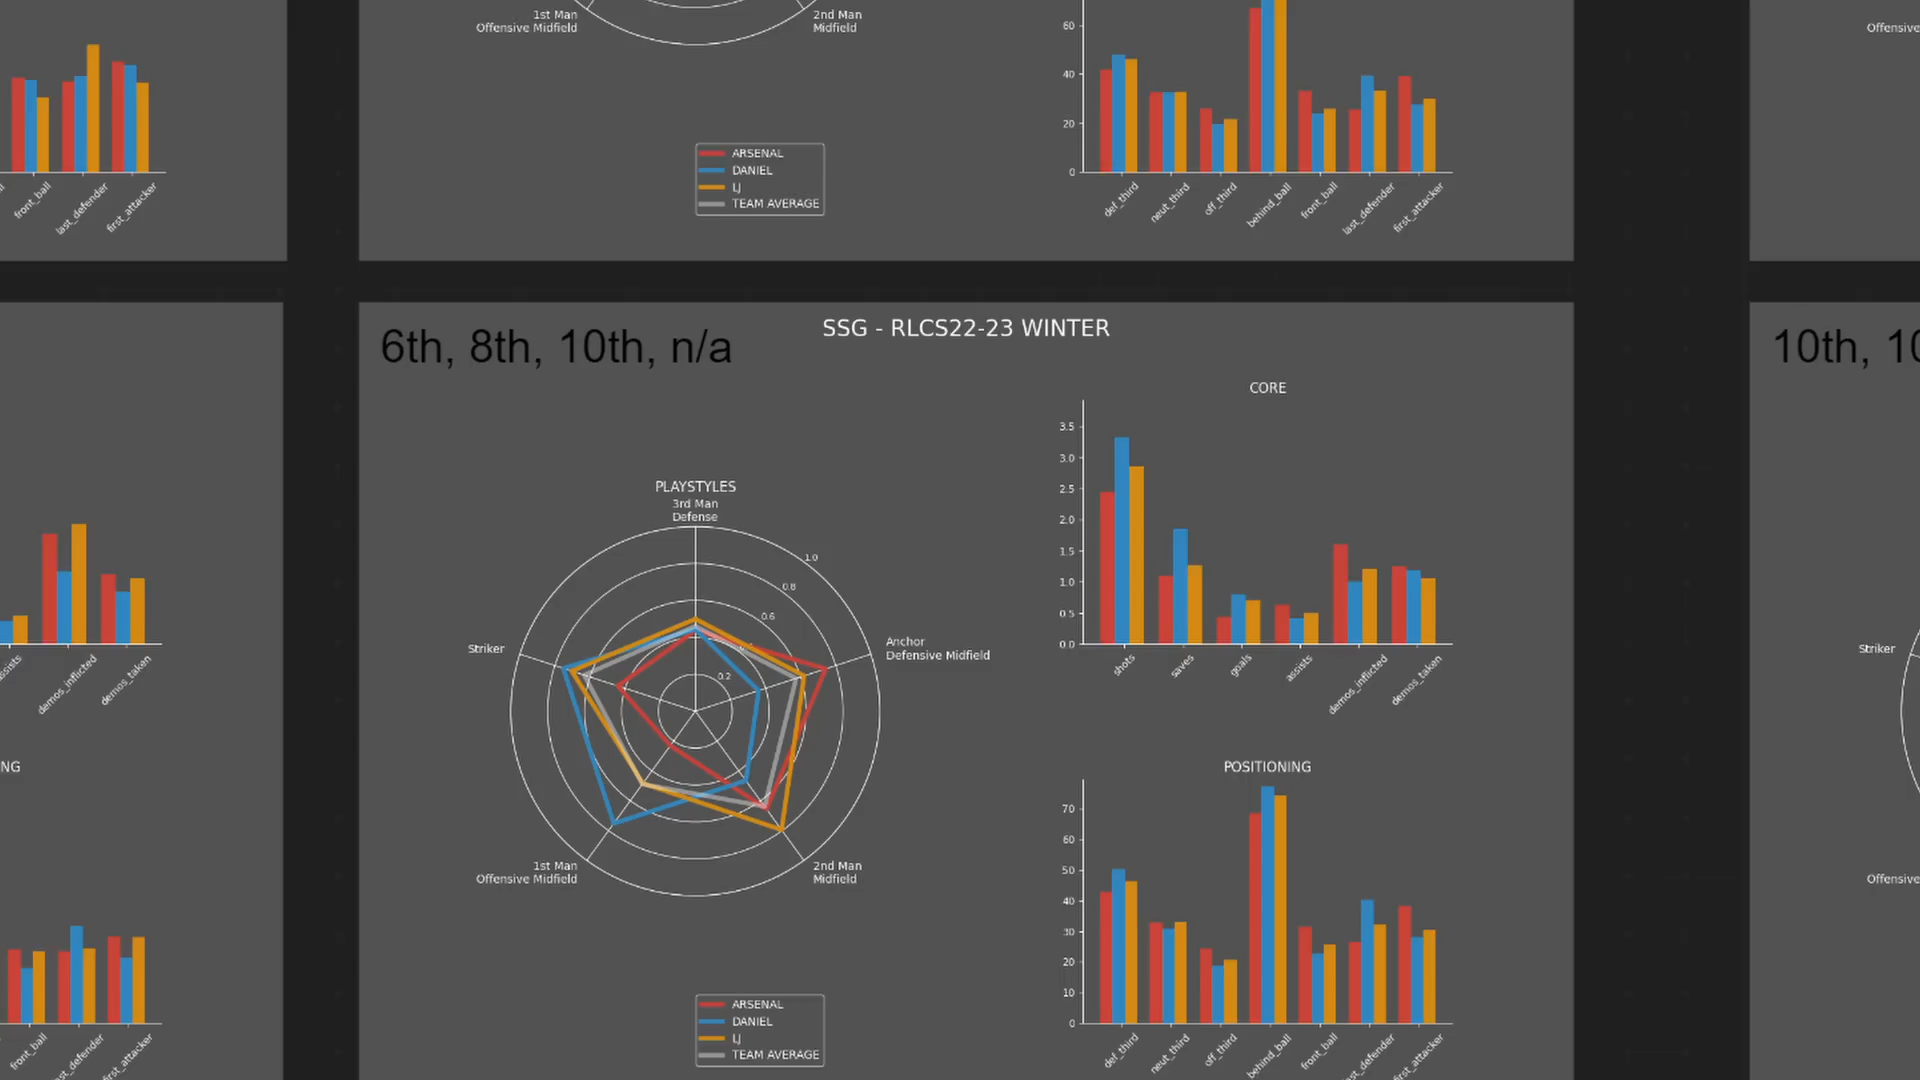 1st Man
Offensive Midfield
2nd Man
Midfield
60
40
20
0
def_third
neut_third
off_third
behind_ball
front_ball
last_defender
first_attacker
ARSENAL
DANIEL
LJ
TEAM AVERAGE
front_ball
last_defender
first_attacker
6th, 8th, 10th, n/a
SSG - RLCS22-23 WINTER
CORE
3.5
3.0
2.5
2.0
1.5
1.0
0.5
0.0
shots
saves
goals
assists
demos_inflicted
demos_taken
PLAYSTYLES
3rd Man
Defense
1.0
0.8
0.6
0.2
Anchor
Defensive Midfield
Striker
1st Man
Offensive Midfield
2nd Man
Midfield
POSITIONING
70
60
50
40
30
20
10
0
def_third
neut_third
off_third
behind_ball
front_ball
last_defender
first_attacker
ARSENAL
DANIEL
LJ
TEAM AVERAGE
demos_inflicted
demos_taken
NG
front_ball
10th, 10
Striker
Offensive